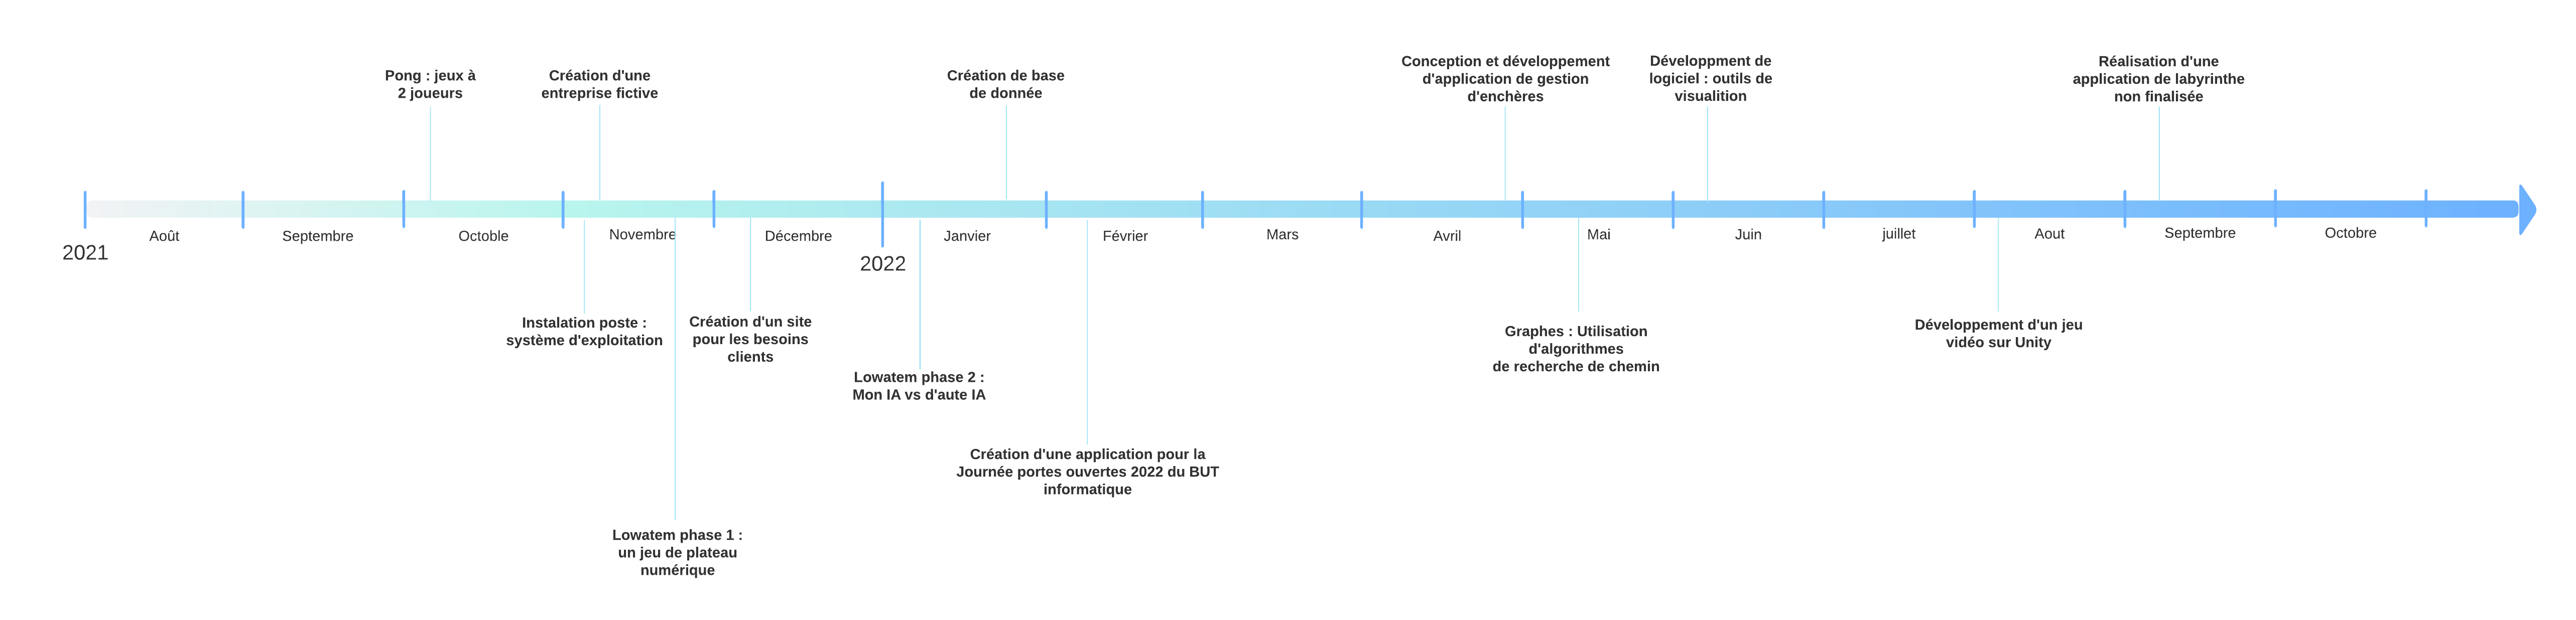 Pong : jeux à
2 joueurs
Création d'une
entreprise fictive
Création de base
de donnée
Conception et développement
d'application de gestion
d'enchères
Développment de
logiciel : outils de
visualition
Réalisation d'une
application de labyrinthe
non finalisée
Août
Septembre
Octoble
Novembre
Décembre
Janvier
Février
Mars
Avril
Mai
Juin
juillet
Aout
Septembre
Octobre
2021
2022
Instalation poste :
système d'exploitation
Création d'un site
pour les besoins
clients
Lowatem phase 2 :
Mon IA vs d'aute IA
Graphes : Utilisation
d'algorithmes
de recherche de chemin
Développement d'un jeu
vidéo sur Unity
Création d'une application pour la
Journée portes ouvertes 2022 du BUT
informatique
Lowatem phase 1 :
un jeu de plateau
numérique